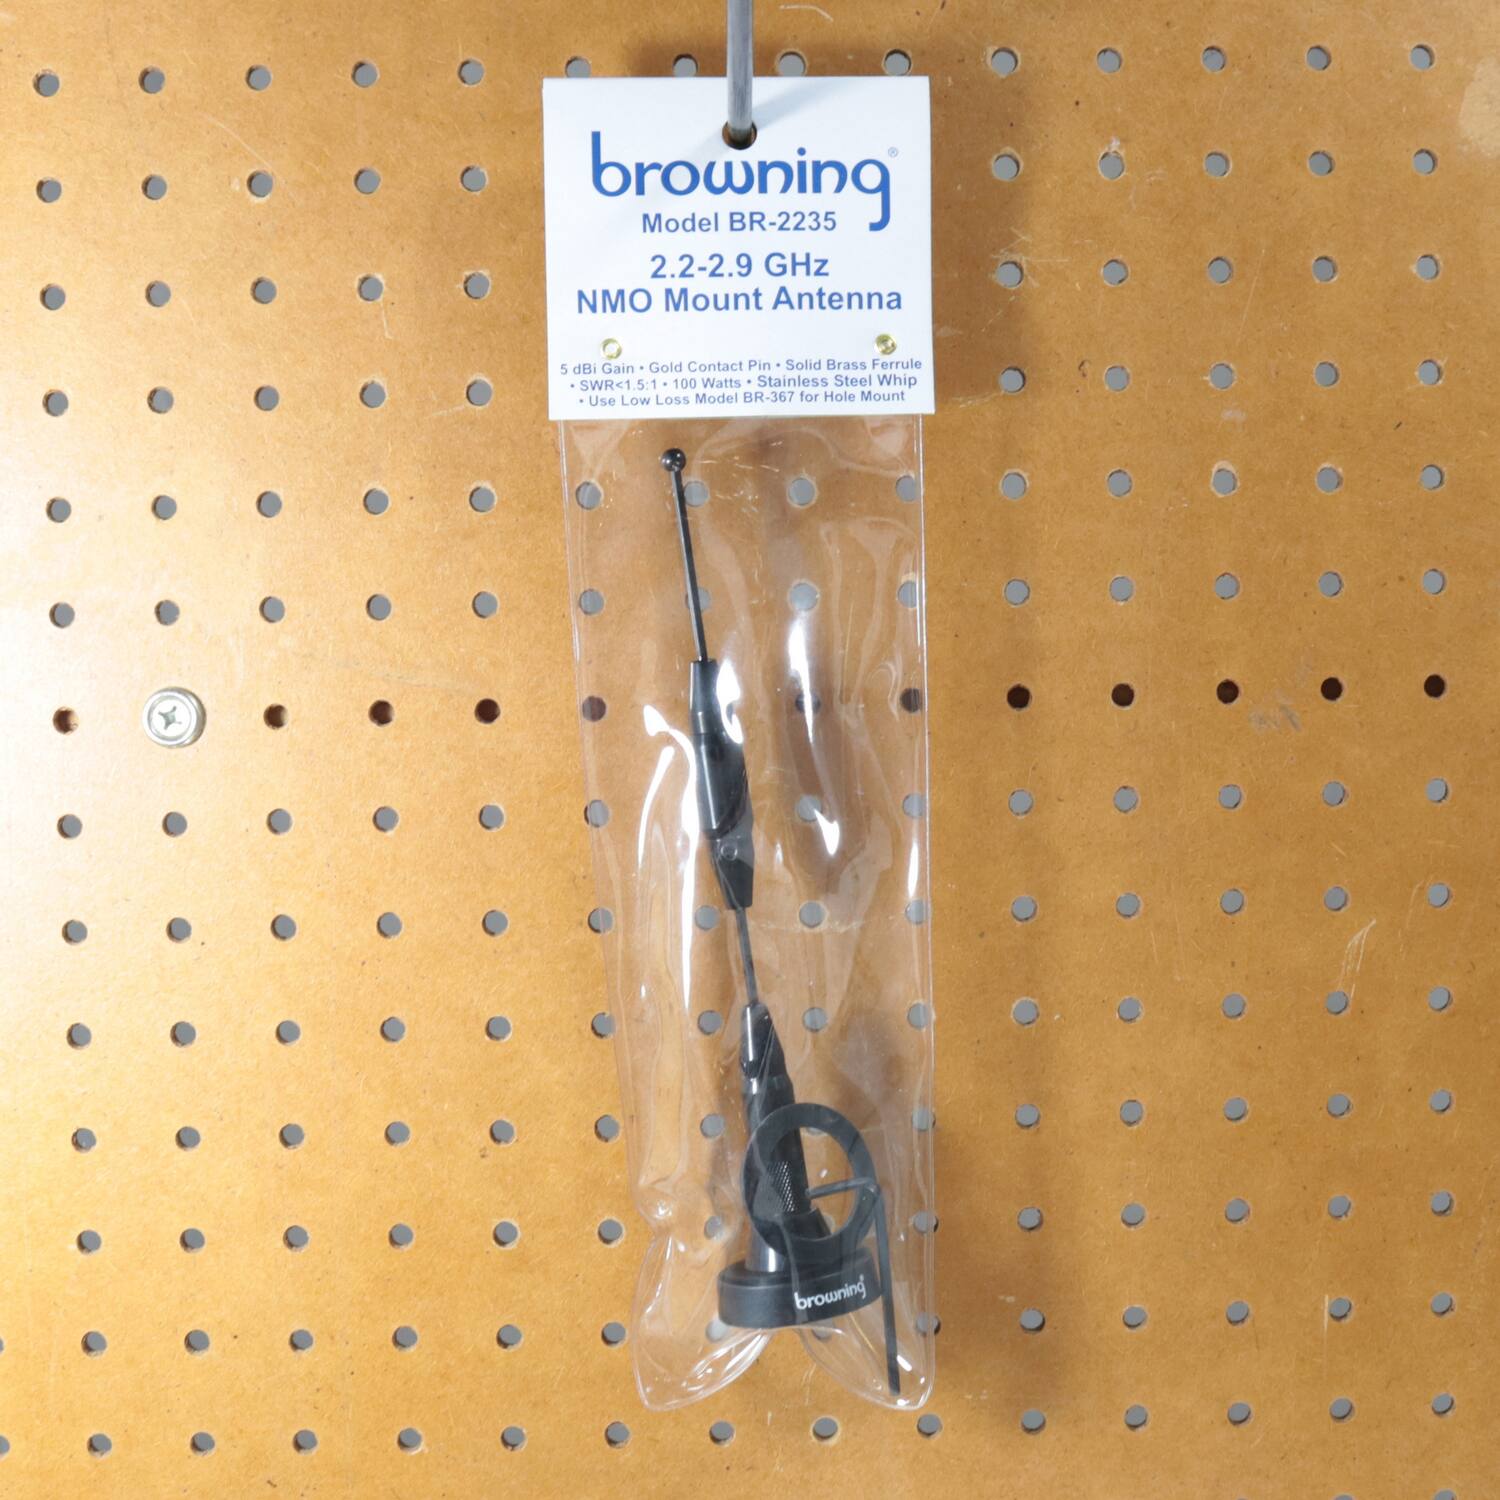 browning®
Model BR-2235
2.2-2.9 GHz
NMO Mount Antenna
5 dBi Gain • Gold Contact Pin • Solid Brass Ferrule
• SWR<1.5:1 • 100 Watts • Stainless Steel Whip
• Use Low Loss Model BR-367 for Hole Mount
browning®